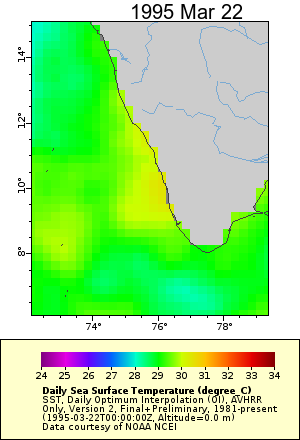 1995 Mar 22
14°
12°
10°
8°
74°
76°
78°
24 25 26 27 28 29 30 31 32 33 34
Daily Sea Surface Temperature (degree_C)
SST, Daily Optimum Interpolation (OI), AVHRR
Only, Version 2, Final+Preliminary, 1981-present
(1995-03-22T00:00:00Z, Altitude=0.0 m)
Data courtesy of NOAA NCEI